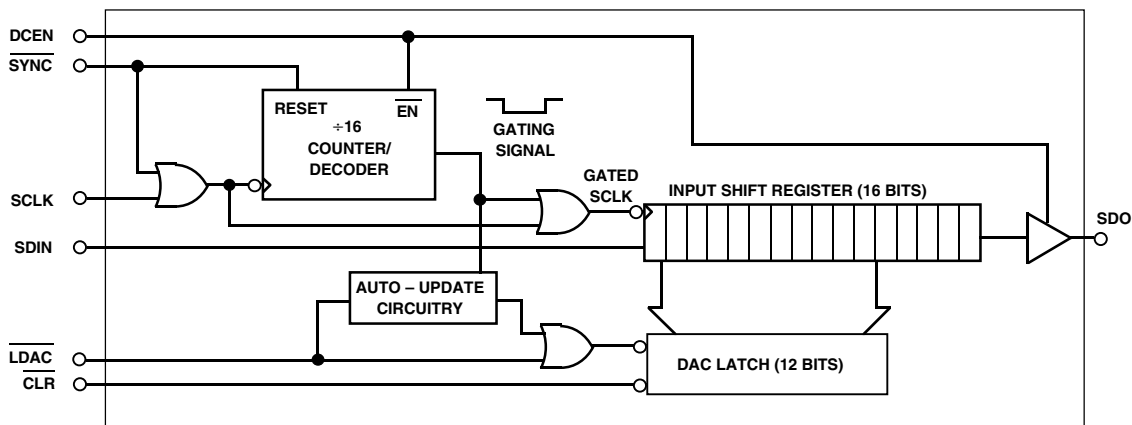 DCEN
SYNC
RESET
EN
÷16
COUNTER/
DECODER
GATING
SIGNAL
SCLK
GATED
SCLK
INPUT SHIFT REGISTER (16 BITS)
SDO
SDIN
AUTO – UPDATE
CIRCUITRY
LDAC
DAC LATCH (12 BITS)
CLR